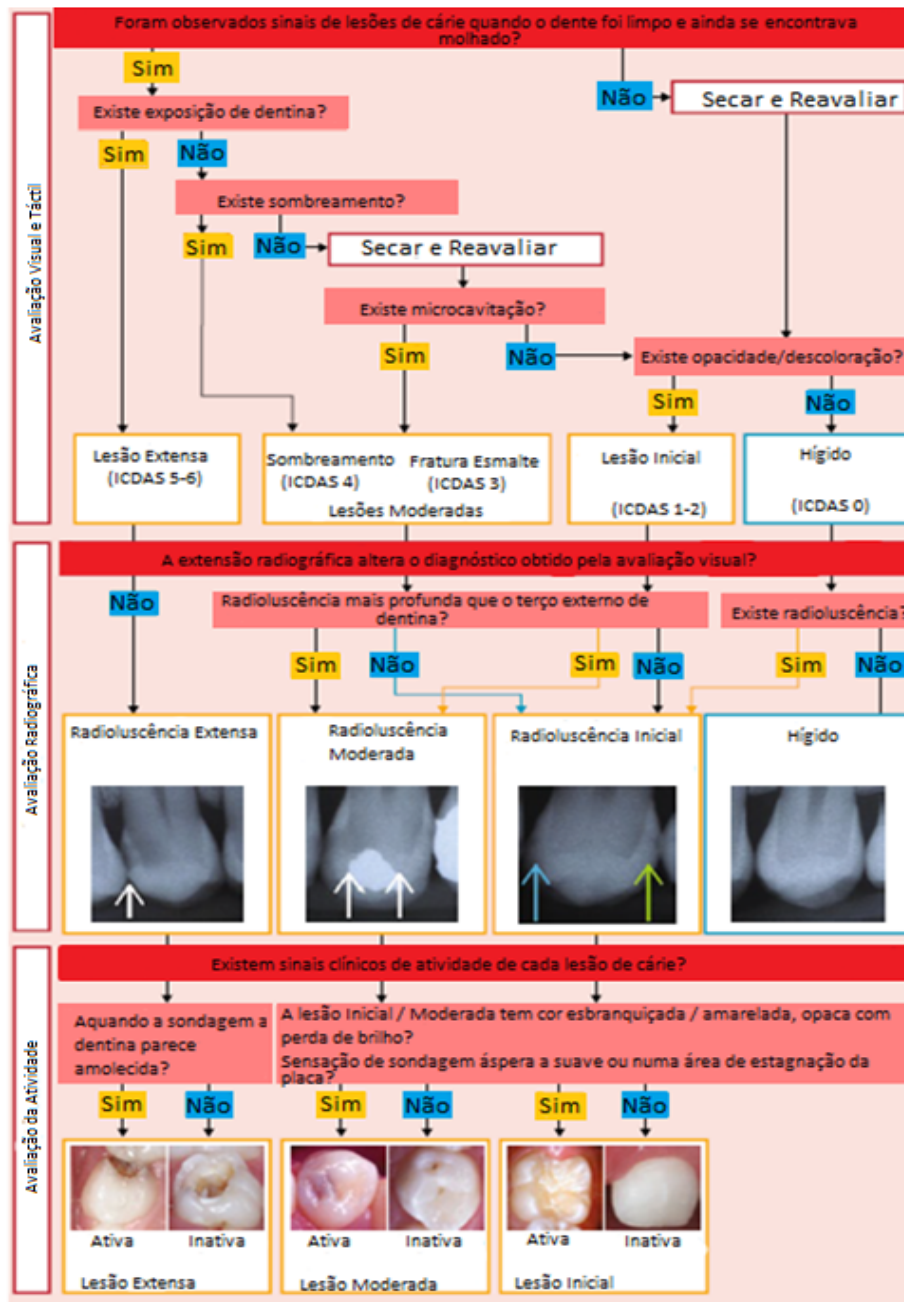 Foram observados sinais de lesões de cárie quando o dente foi limpo e ainda se encontrava
molhado?
Sim
Não
Secar e Reavaliar
Existe exposição de dentina?
Sim
Não
Existe sombreamento?
Sim
Não
Secar e Reavaliar
Existe microcavitação?
Sim
Não
Existe opacidade/descoloração?
Sim
Não
Avaliação Visual e Táctil
Lesão Extensa
(ICDAS 5-6)
Sombreamento
(ICDAS 4)
Fratura Esmalte
(ICDAS 3)
Lesões Moderadas
Lesão Inicial
(ICDAS 1-2)
Hígido
(ICDAS 0)
A extensão radiográfica altera o diagnóstico obtido pela avaliação visual?
Não
Radioluscência mais profunda que o terço externo de
dentina?
Existe radioluscência?
Sim
Não
Sim
Não
Sim
Não
Avaliação Radiográfica
Radioluscência Extensa
Radioluscência
Moderada
Radioluscência Inicial
Hígido
Existem sinais clínicos de atividade de cada lesão de cárie?
Aquando a sondagem a
dentina parece
amolecida?
A lesão Inicial / Moderada tem cor esbranquiçada / amarelada, opaca com
perda de brilho?
Sensação de sondagem áspera a suave ou numa área de estagnação da
placa?
Sim
Não
Sim
Não
Sim
Não
Avaliação da Atividade
Ativa
Inativa
Lesão Extensa
Ativa
Inativa
Lesão Moderada
Ativa
Inativa
Lesão Inicial